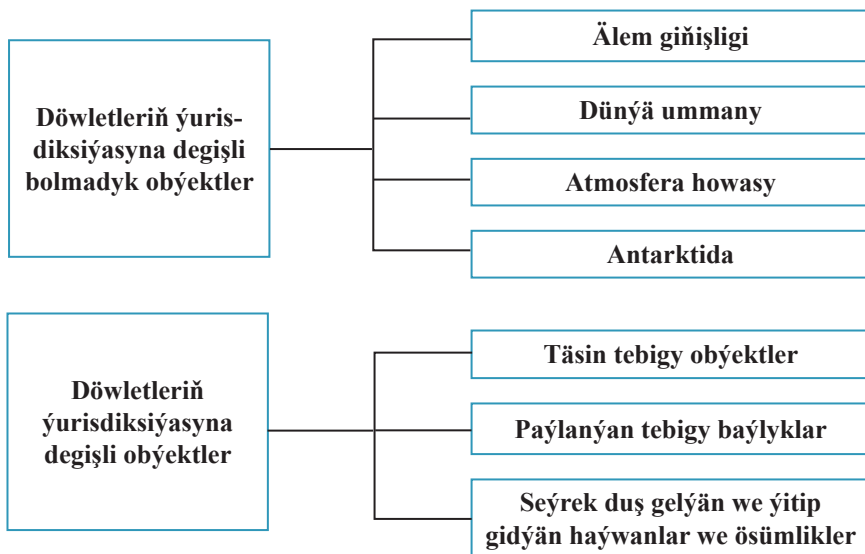 Döwletleriň ýuris-
diksiýasyna degişli
bolmadyk obýektler
Älem giňişligi
Dünýä ummany
Atmosfera howasy
Antarktida
Döwletleriň
ýurisdiksiýasyna
degişli obýektler
Täsin tebigy obýektler
Paýlanýan tebigy baýlyklar
Seýrek duş gelýän we ýitip
gidýän haýwanlar we ösümlikler